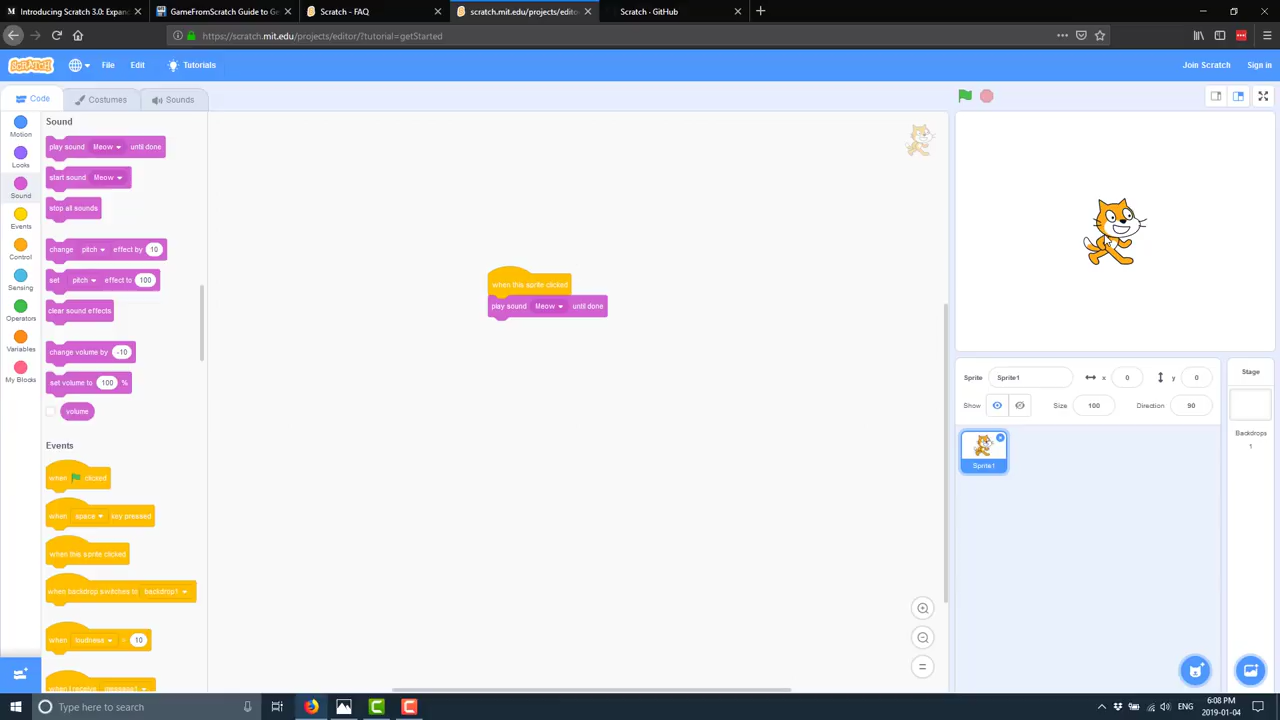 Introducing Scratch 3.0: Expan
GameFromScratch Guide to Ge
Scratch - FAQ
scratch.mit.edu/projects/editor
Scratch - GitHub
https://scratch.mit.edu/projects/editor/?tutorial=getStarted
SCRATCH
File
Edit
Tutorials
Join Scratch
Sign in
Code
Costumes
Sounds
Motion
Looks
Sound
Events
Control
Sensing
Operators
Variables
My Blocks
Sound
play sound Meow until done
start sound Meow
stop all sounds
change pitch effect by 10
set pitch effect to 100
clear sound effects
change volume by -10
set volume to 100 %
volume
Events
when clicked
when space key pressed
when this sprite clicked
when backdrop switches to backdrop1
when loudness > 10
when I receive message1
when this sprite clicked
play sound Meow until done
Sprite
Sprite1
x
0
y
0
Show
Size
100
Direction
90
Sprite1
Stage
Backdrops
1
Type here to search
ENG
6:08 PM
2019-01-04